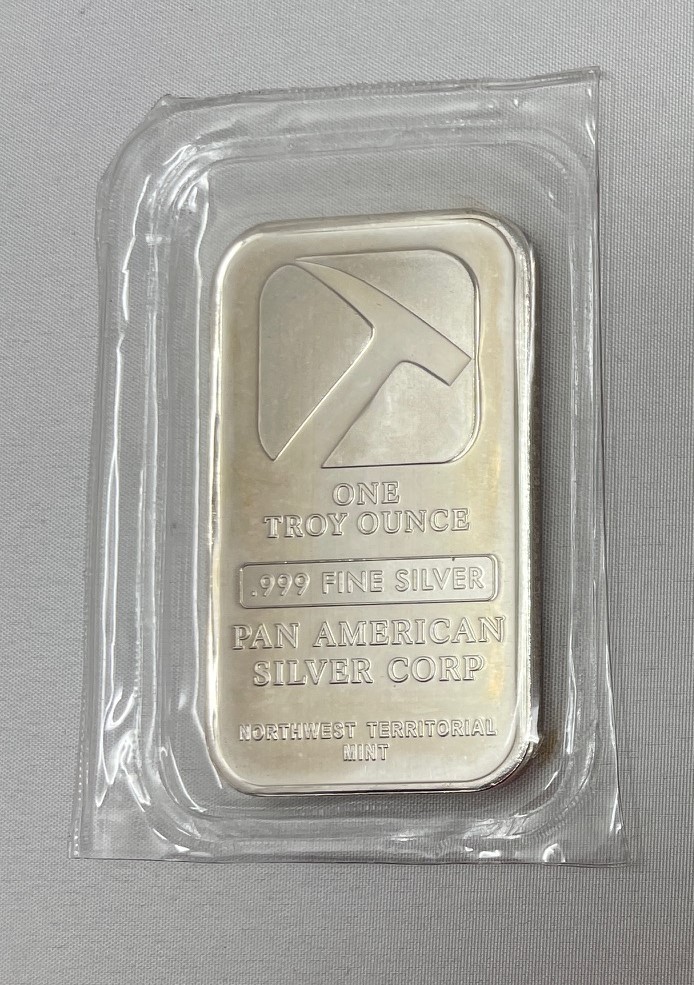 ONE
TROY OUNCE
.999 FINE SILVER
PAN AMERICAN
SILVER CORP
NORTHWEST TERRITORIAL
MINT